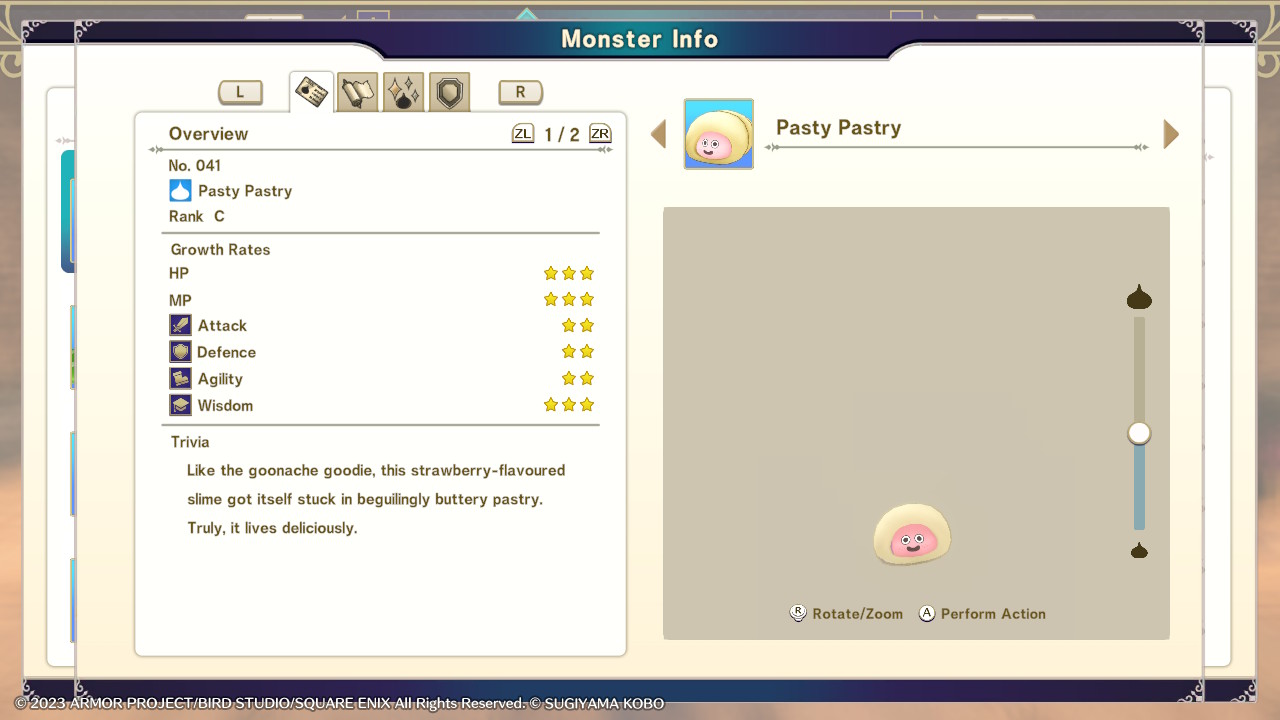 Monster Info
L
R
Overview
ZL 1 / 2 ZR
No. 041
Pasty Pastry
Rank C
Growth Rates
HP
MP
Attack
Defence
Agility
Wisdom
Trivia
Like the goonache goodie, this strawberry-flavoured
slime got itself stuck in beguilingly buttery pastry.
Truly, it lives deliciously.
Pasty Pastry
R Rotate/Zoom A Perform Action
© 2023 ARMOR PROJECT/BIRD STUDIO/SQUARE ENIX All Rights Reserved. © SUGIYAMA KOBO